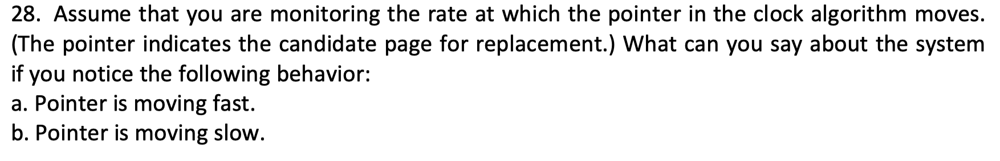 28. Assume that you are monitoring the rate at which the pointer in the clock algorithm moves.
(The pointer indicates the candidate page for replacement.) What can you say about the system
if you notice the following behavior:
a. Pointer is moving fast.
b. Pointer is moving slow.